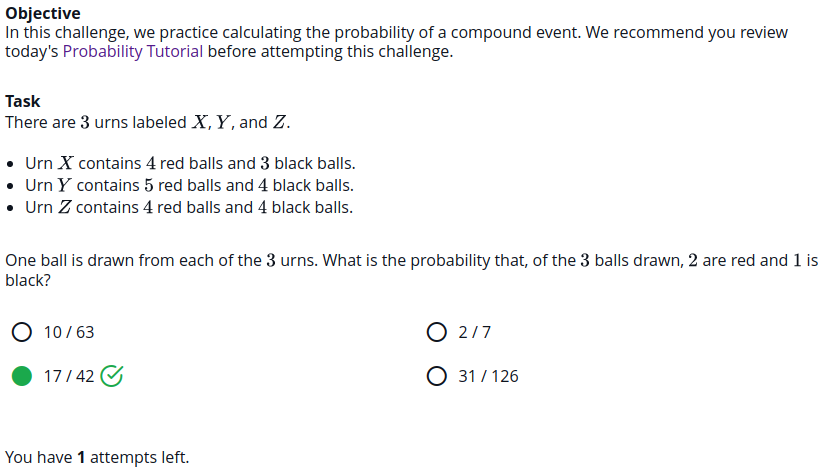 Objective
In this challenge, we practice calculating the probability of a compound event. We recommend you review
today's Probability Tutorial before attempting this challenge.
Task
There are 3 urns labeled X, Y, and Z.
• Urn X contains 4 red balls and 3 black balls.
• Urn Y contains 5 red balls and 4 black balls.
• Urn Z contains 4 red balls and 4 black balls.
One ball is drawn from each of the 3 urns. What is the probability that, of the 3 balls drawn, 2 are red and 1 is
black?
10 / 63
2 / 7
17 / 42
31 / 126
You have 1 attempts left.